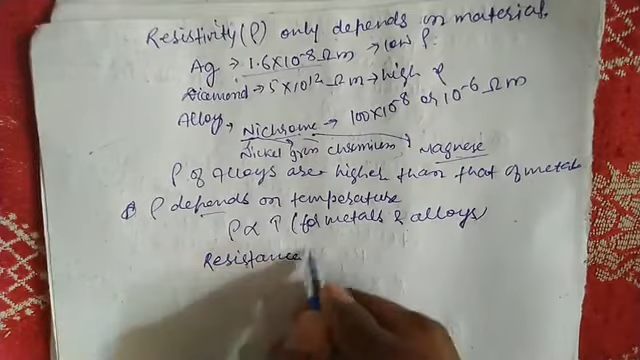 Resistivity(ρ) only depends on material.
Ag → 1.6×10-8 Ωm → low ρ.
Diamond → 5×10^12 Ωm → high ρ
Alloy → Nichrome → 100×10^-8 or 10^-6 Ωm
Nickel iron chromium Magnese
ρ of Alloys are higher than that of metals
ρ depends on temperature
ρ ∝ T (for metals & alloys
Resistance